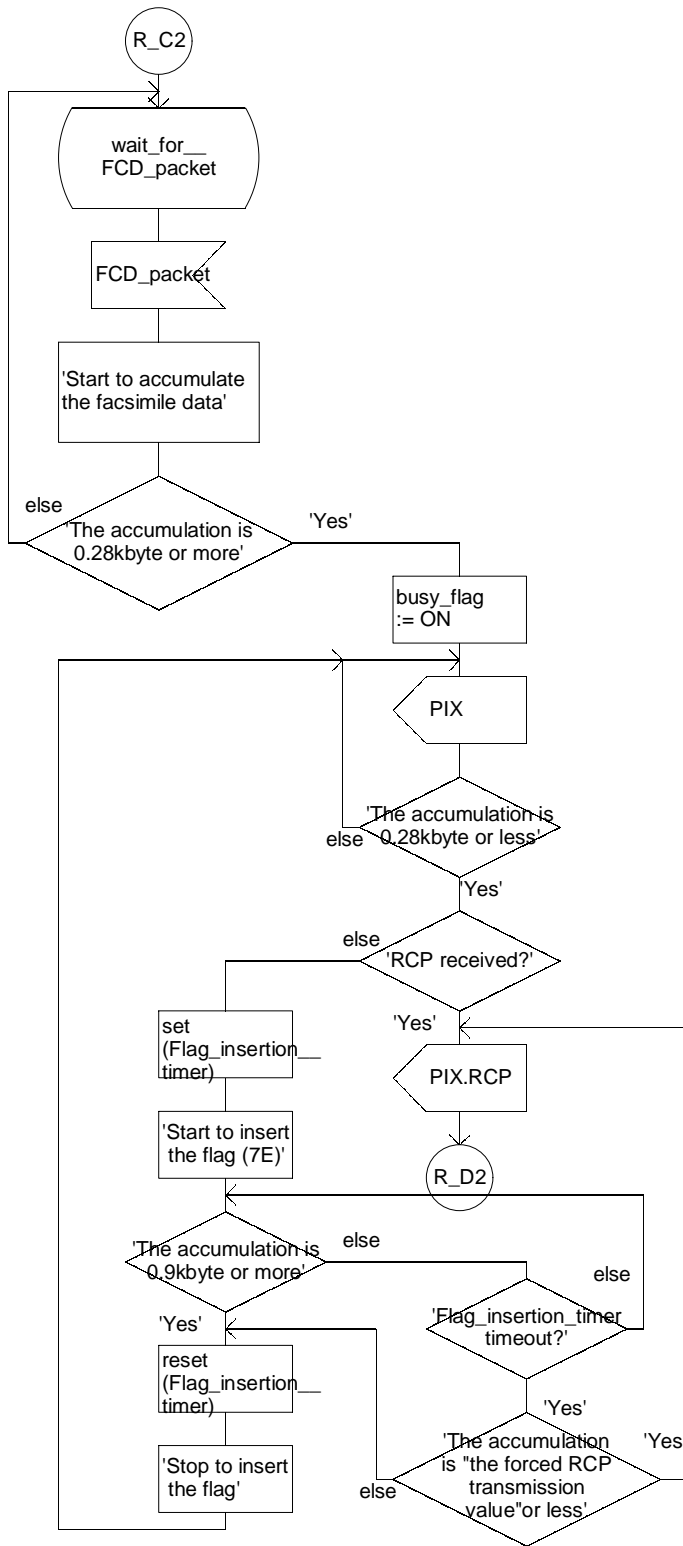 R_C2
wait_for__
FCD_packet
FCD_packet
'Start to accumulate
the facsimile data'
else
'The accumulation is
0.28kbyte or more'
'Yes'
busy_flag
:= ON
PIX
'The accumulation is
0.28kbyte or less'
else
'Yes'
else
'RCP received?'
'Yes'
set
(Flag_insertion__
timer)
PIX.RCP
'Start to insert
the flag (7E)'
R_D2
'The accumulation is
0.9kbyte or more'
else
else
'Flag_insertion_timer
timeout?'
'Yes'
reset
(Flag_insertion__
timer)
'Yes'
'The accumulation
is "the forced RCP
transmission
value"or less'
'Yes
else
'Stop to insert
the flag'